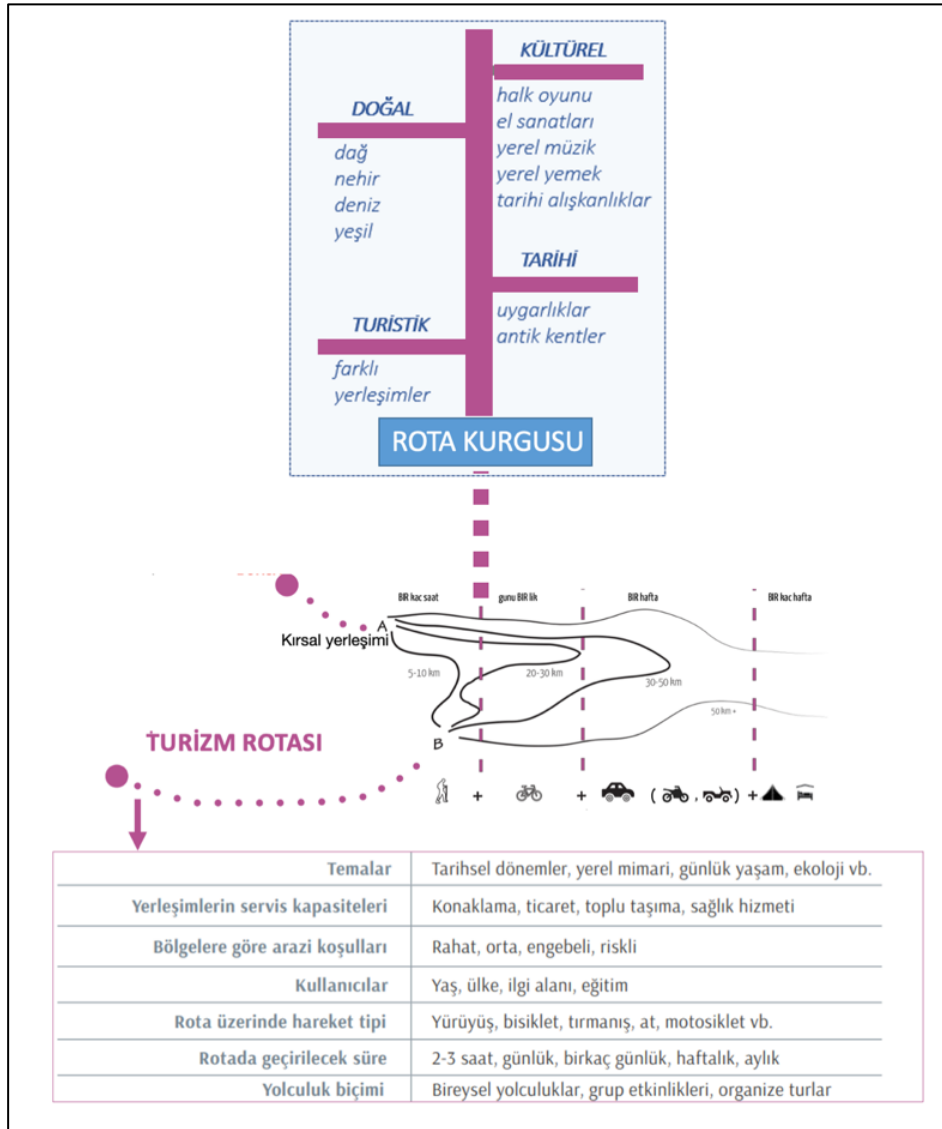 KÜLTÜREL
halk oyunu
el sanatları
yerel müzik
yerel yemek
tarihi alışkanlıklar
DOĞAL
dağ
nehir
deniz
yeşil
TARİHİ
uygarlıklar
antik kentler
TURİSTİK
farklı
yerleşimler
ROTA KURGUSU
BIR kac saat
gunu BIR lik
BIR hafta
BIR kac hafta
A
Kırsal yerleşimi
5-10 km
20-30 km
30-50 km
50 km +
B
TURİZM ROTASI
+ + ( , ) +
Temalar Tarihsel dönemler, yerel mimari, günlük yaşam, ekoloji vb.
Yerleşimlerin servis kapasiteleri Konaklama, ticaret, toplu taşıma, sağlık hizmeti
Bölgelere göre arazi koşulları Rahat, orta, engebeli, riskli
Kullanıcılar Yaş, ülke, ilgi alanı, eğitim
Rota üzerinde hareket tipi Yürüyüş, bisiklet, tırmanış, at, motosiklet vb.
Rotada geçirilecek süre 2-3 saat, günlük, birkaç günlük, haftalık, aylık
Yolculuk biçimi Bireysel yolculuklar, grup etkinlikleri, organize turlar